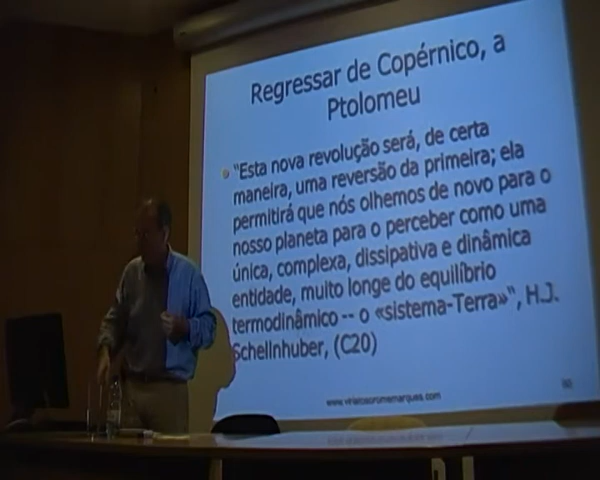 Regressar de Copérnico, a
Ptolomeu
"Esta nova revolução será, de certa
maneira, uma reversão da primeira; ela
permitirá que nós olhemos de novo para o
nosso planeta para o perceber como uma
única, complexa, dissipativa e dinâmica
entidade, muito longe do equilíbrio
termodinâmico -- o «sistema-Terra»", H.J.
Schellnhuber, (C20)
www.viriatosoromenho-marques.com